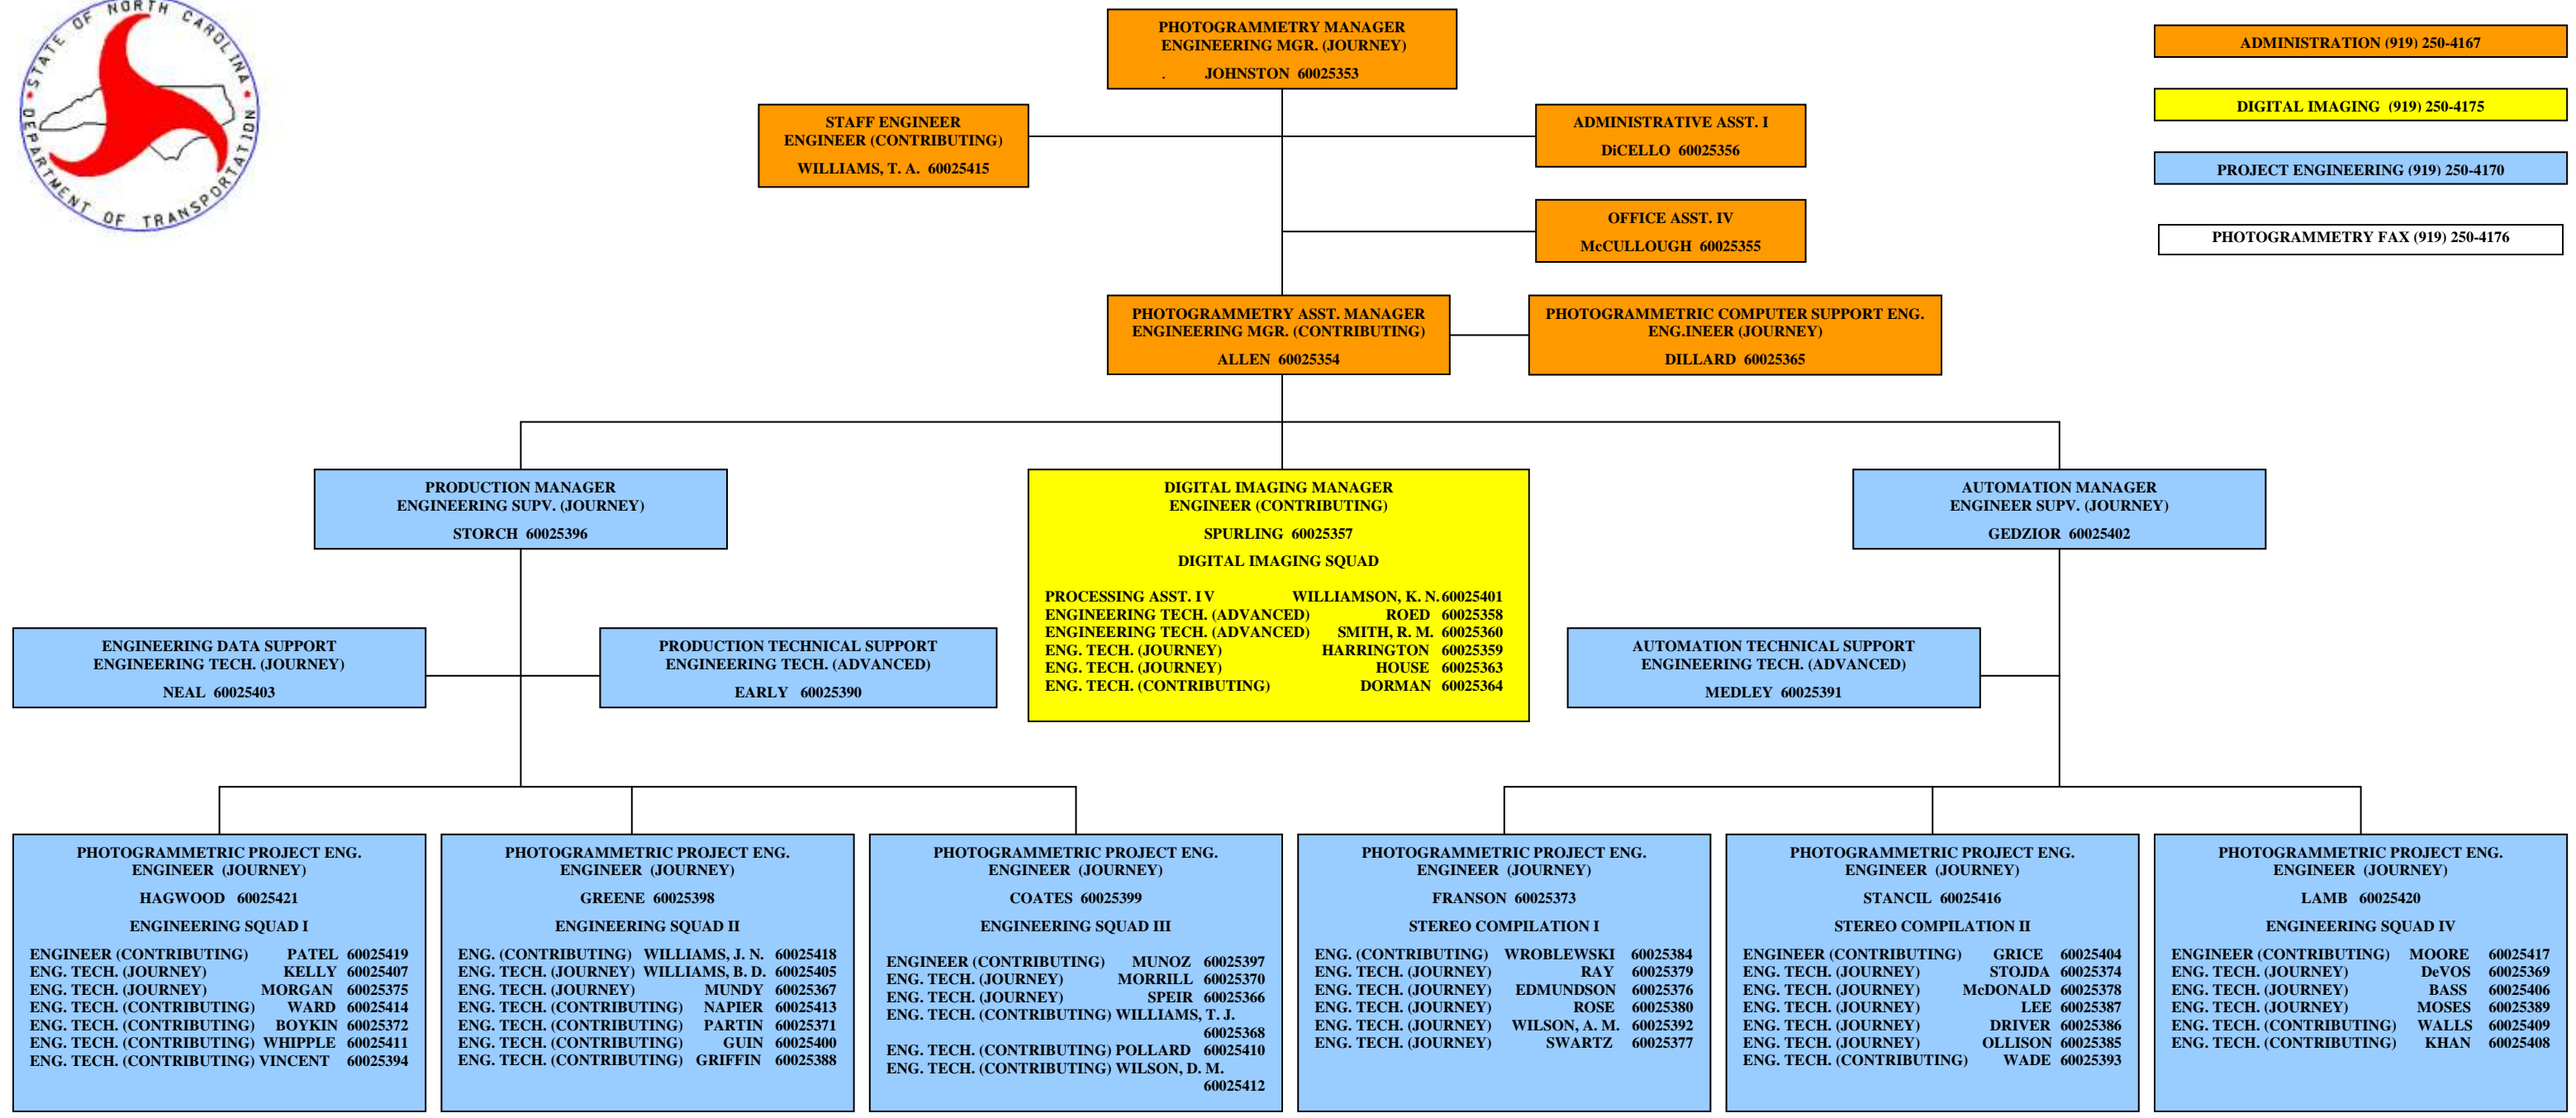 STATE OF NORTH CAROLINA
DEPARTMENT OF TRANSPORTATION
PHOTOGRAMMETRY MANAGER
ENGINEERING MGR. (JOURNEY)
. JOHNSTON 60025353
ADMINISTRATION (919) 250-4167
DIGITAL IMAGING (919) 250-4175
PROJECT ENGINEERING (919) 250-4170
PHOTOGRAMMETRY FAX (919) 250-4176
STAFF ENGINEER
ENGINEER (CONTRIBUTING)
WILLIAMS, T. A. 60025415
ADMINISTRATIVE ASST. I
DiCELLO 60025356
OFFICE ASST. IV
McCULLOUGH 60025355
PHOTOGRAMMETRY ASST. MANAGER
ENGINEERING MGR. (CONTRIBUTING)
ALLEN 60025354
PHOTOGRAMMETRIC COMPUTER SUPPORT ENG.
ENG.INEER (JOURNEY)
DILLARD 60025365
PRODUCTION MANAGER
ENGINEERING SUPV. (JOURNEY)
STORCH 60025396
DIGITAL IMAGING MANAGER
ENGINEER (CONTRIBUTING)
SPURLING 60025357
DIGITAL IMAGING SQUAD
PROCESSING ASST. IV WILLIAMSON, K. N. 60025401
ENGINEERING TECH. (ADVANCED) ROED 60025358
ENGINEERING TECH. (ADVANCED) SMITH, R. M. 60025360
ENG. TECH. (JOURNEY) HARRINGTON 60025359
ENG. TECH. (JOURNEY) HOUSE 60025363
ENG. TECH. (CONTRIBUTING) DORMAN 60025364
AUTOMATION MANAGER
ENGINEER SUPV. (JOURNEY)
GEDZIOR 60025402
ENGINEERING DATA SUPPORT
ENGINEERING TECH. (JOURNEY)
NEAL 60025403
PRODUCTION TECHNICAL SUPPORT
ENGINEERING TECH. (ADVANCED)
EARLY 60025390
AUTOMATION TECHNICAL SUPPORT
ENGINEERING TECH. (ADVANCED)
MEDLEY 60025391
PHOTOGRAMMETRIC PROJECT ENG.
ENGINEER (JOURNEY)
HAGWOOD 60025421
ENGINEERING SQUAD I
ENGINEER (CONTRIBUTING) PATEL 60025419
ENG. TECH. (JOURNEY) KELLY 60025407
ENG. TECH. (JOURNEY) MORGAN 60025375
ENG. TECH. (CONTRIBUTING) WARD 60025414
ENG. TECH. (CONTRIBUTING) BOYKIN 60025372
ENG. TECH. (CONTRIBUTING) WHIPPLE 60025411
ENG. TECH. (CONTRIBUTING) VINCENT 60025394
PHOTOGRAMMETRIC PROJECT ENG.
ENGINEER (JOURNEY)
GREENE 60025398
ENGINEERING SQUAD II
ENG. (CONTRIBUTING) WILLIAMS, J. N. 60025418
ENG. TECH. (JOURNEY) WILLIAMS, B. D. 60025405
ENG. TECH. (JOURNEY) MUNDY 60025367
ENG. TECH. (CONTRIBUTING) NAPIER 60025413
ENG. TECH. (CONTRIBUTING) PARTIN 60025371
ENG. TECH. (CONTRIBUTING) GUIN 60025400
ENG. TECH. (CONTRIBUTING) GRIFFIN 60025388
PHOTOGRAMMETRIC PROJECT ENG.
ENGINEER (JOURNEY)
COATES 60025399
ENGINEERING SQUAD III
ENGINEER (CONTRIBUTING) MUNOZ 60025397
ENG. TECH. (JOURNEY) MORRILL 60025370
ENG. TECH. (JOURNEY) SPEIR 60025366
ENG. TECH. (CONTRIBUTING) WILLIAMS, T. J.
60025368
ENG. TECH. (CONTRIBUTING) POLLARD 60025410
ENG. TECH. (CONTRIBUTING) WILSON, D. M.
60025412
PHOTOGRAMMETRIC PROJECT ENG.
ENGINEER (JOURNEY)
FRANSON 60025373
STEREO COMPILATION I
ENG. (CONTRIBUTING) WROBLEWSKI 60025384
ENG. TECH. (JOURNEY) RAY 60025379
ENG. TECH. (JOURNEY) EDMUNDSON 60025376
ENG. TECH. (JOURNEY) ROSE 60025380
ENG. TECH. (JOURNEY) WILSON, A. M. 60025392
ENG. TECH. (JOURNEY) SWARTZ 60025377
PHOTOGRAMMETRIC PROJECT ENG.
ENGINEER (JOURNEY)
STANCIL 60025416
STEREO COMPILATION II
ENGINEER (CONTRIBUTING) GRICE 60025404
ENG. TECH. (JOURNEY) STOJDA 60025374
ENG. TECH. (JOURNEY) McDONALD 60025378
ENG. TECH. (JOURNEY) LEE 60025387
ENG. TECH. (JOURNEY) DRIVER 60025386
ENG. TECH. (JOURNEY) OLLISON 60025385
ENG. TECH. (CONTRIBUTING) WADE 60025393
PHOTOGRAMMETRIC PROJECT ENG.
ENGINEER (JOURNEY)
LAMB 60025420
ENGINEERING SQUAD IV
ENGINEER (CONTRIBUTING) MOORE 60025417
ENG. TECH. (JOURNEY) DeVOS 60025369
ENG. TECH. (JOURNEY) BASS 60025406
ENG. TECH. (JOURNEY) MOSES 60025389
ENG. TECH. (CONTRIBUTING) WALLS 60025409
ENG. TECH. (CONTRIBUTING) KHAN 60025408